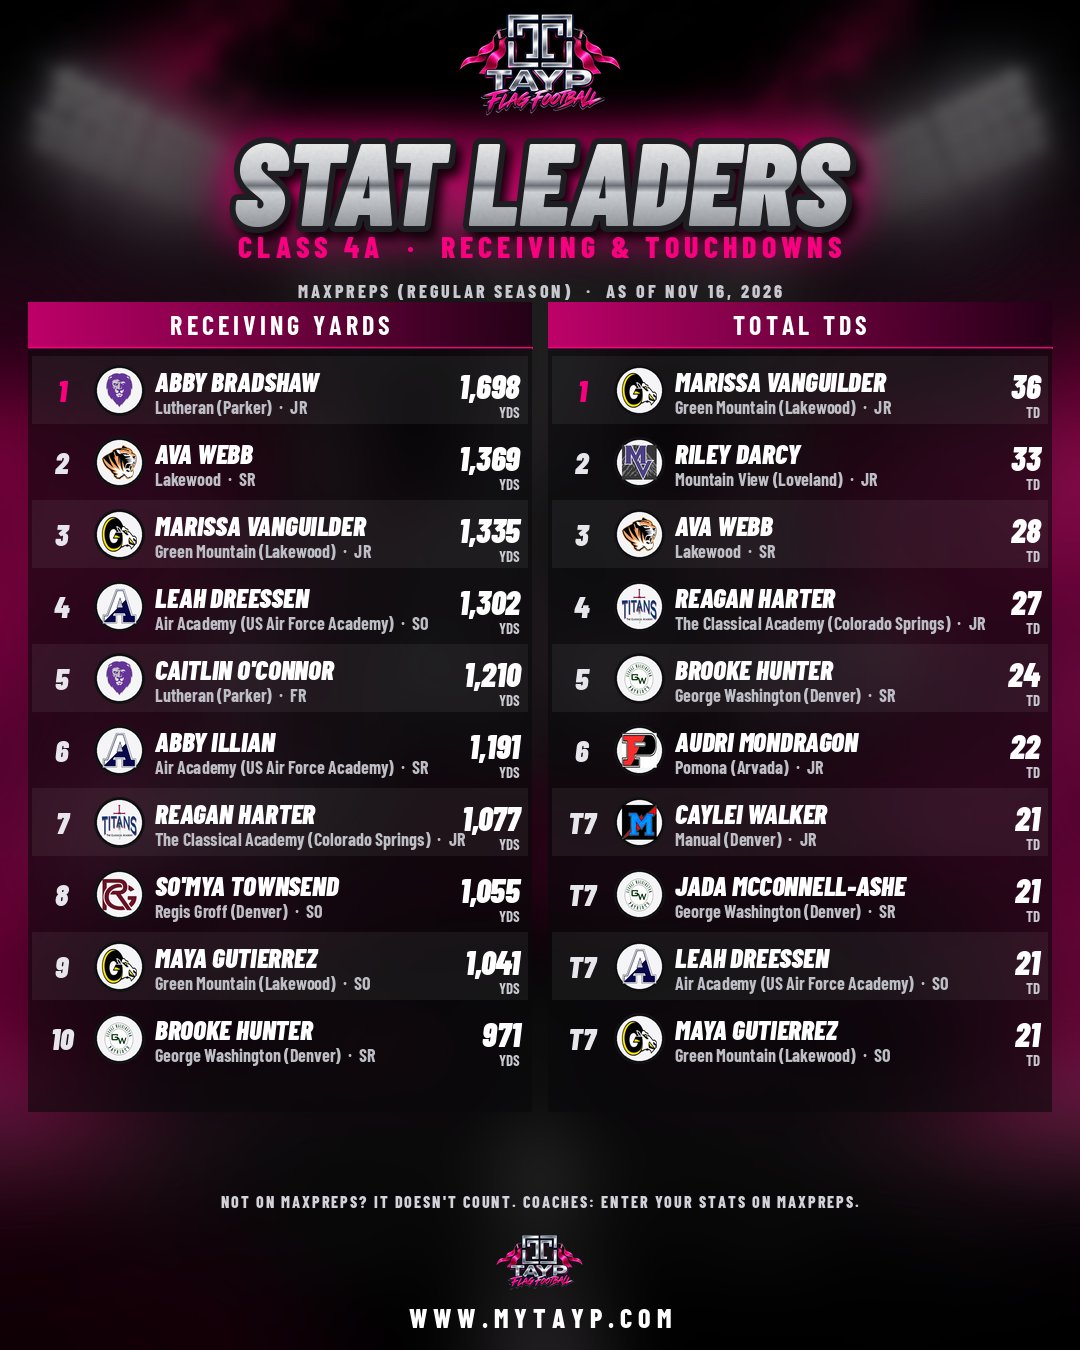 TAYP
FLAG FOOTBALL
STAT LEADERS
CLASS 4A · RECEIVING & TOUCHDOWNS
MAXPREPS (REGULAR SEASON) · AS OF NOV 16, 2026
RECEIVING YARDS
1 ABBY BRADSHAW 1,698
Lutheran (Parker) · JR YDS
2 AVA WEBB 1,369
Lakewood · SR YDS
3 MARISSA VANGUILDER 1,335
Green Mountain (Lakewood) · JR YDS
4 LEAH DREESSEN 1,302
Air Academy (US Air Force Academy) · SO YDS
5 CAITLIN O'CONNOR 1,210
Lutheran (Parker) · FR YDS
6 ABBY ILLIAN 1,191
Air Academy (US Air Force Academy) · SR YDS
7 REAGAN HARTER 1,077
The Classical Academy (Colorado Springs) · JR YDS
8 SO'MYA TOWNSEND 1,055
Regis Groff (Denver) · SO YDS
9 MAYA GUTIERREZ 1,041
Green Mountain (Lakewood) · SO YDS
10 BROOKE HUNTER 971
George Washington (Denver) · SR YDS
TOTAL TDS
1 MARISSA VANGUILDER 36
Green Mountain (Lakewood) · JR TD
2 RILEY DARCY 33
Mountain View (Loveland) · JR TD
3 AVA WEBB 28
Lakewood · SR TD
4 REAGAN HARTER 27
The Classical Academy (Colorado Springs) · JR TD
5 BROOKE HUNTER 24
George Washington (Denver) · SR TD
6 AUDRI MONDRAGON 22
Pomona (Arvada) · JR TD
T7 CAYLEI WALKER 21
Manual (Denver) · JR TD
T7 JADA MCCONNELL-ASHE 21
George Washington (Denver) · SR TD
T7 LEAH DREESSEN 21
Air Academy (US Air Force Academy) · SO TD
T7 MAYA GUTIERREZ 21
Green Mountain (Lakewood) · SO TD
NOT ON MAXPREPS? IT DOESN'T COUNT. COACHES: ENTER YOUR STATS ON MAXPREPS.
TAYP
FLAG FOOTBALL
WWW.MYTAYP.COM